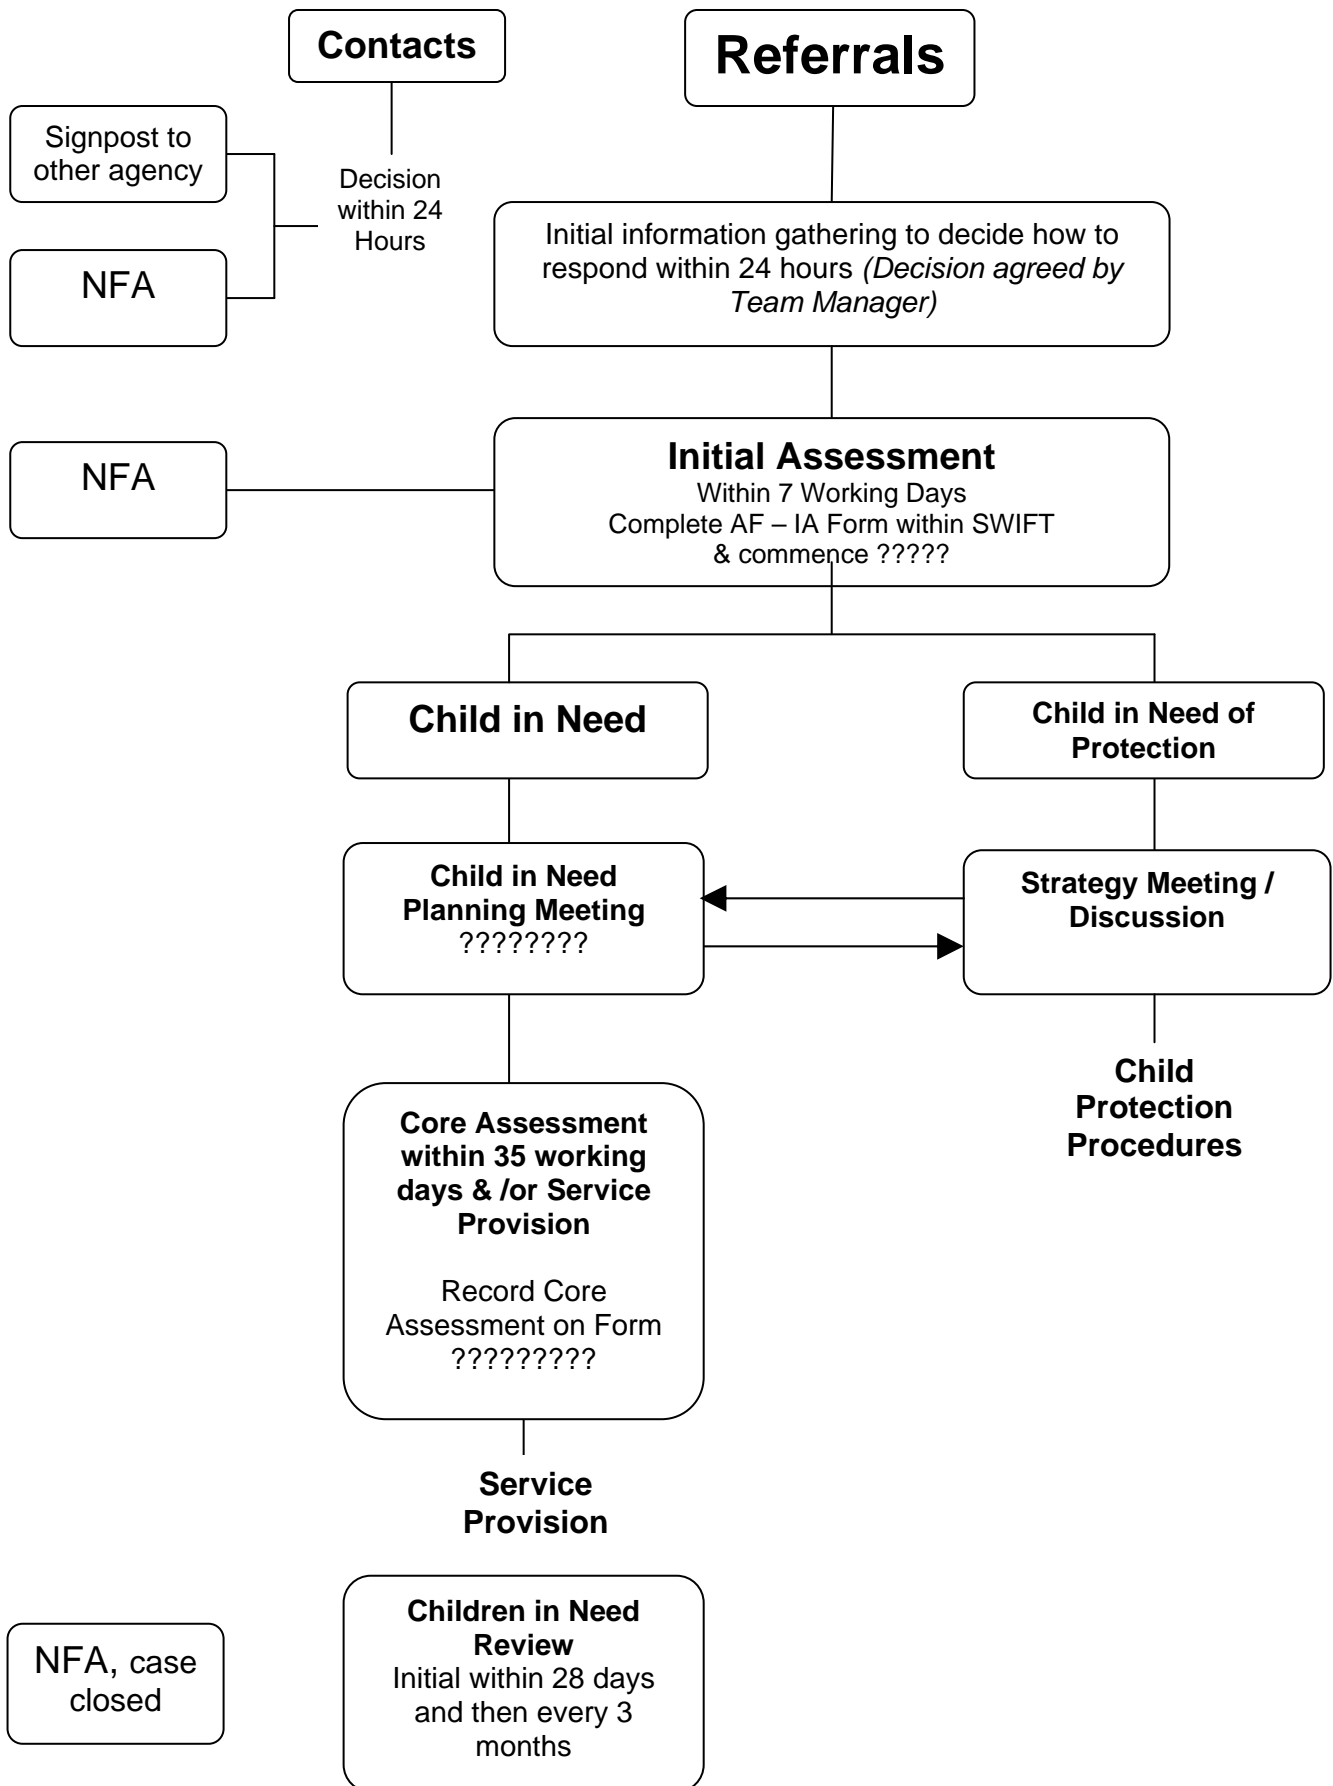 Contacts
Referrals
Signpost to
other agency
Decision
within 24
Hours
NFA
Initial information gathering to decide how to
respond within 24 hours (Decision agreed by
Team Manager)
NFA
Initial Assessment
Within 7 Working Days
Complete AF – IA Form within SWIFT
& commence ?????
Child in Need
Child in Need of
Protection
Child in Need
Planning Meeting
????????
Strategy Meeting /
Discussion
Child
Protection
Procedures
Core Assessment
within 35 working
days & /or Service
Provision
Record Core
Assessment on Form
?????????
Service
Provision
Children in Need
Review
Initial within 28 days
and then every 3
months
NFA, case
closed